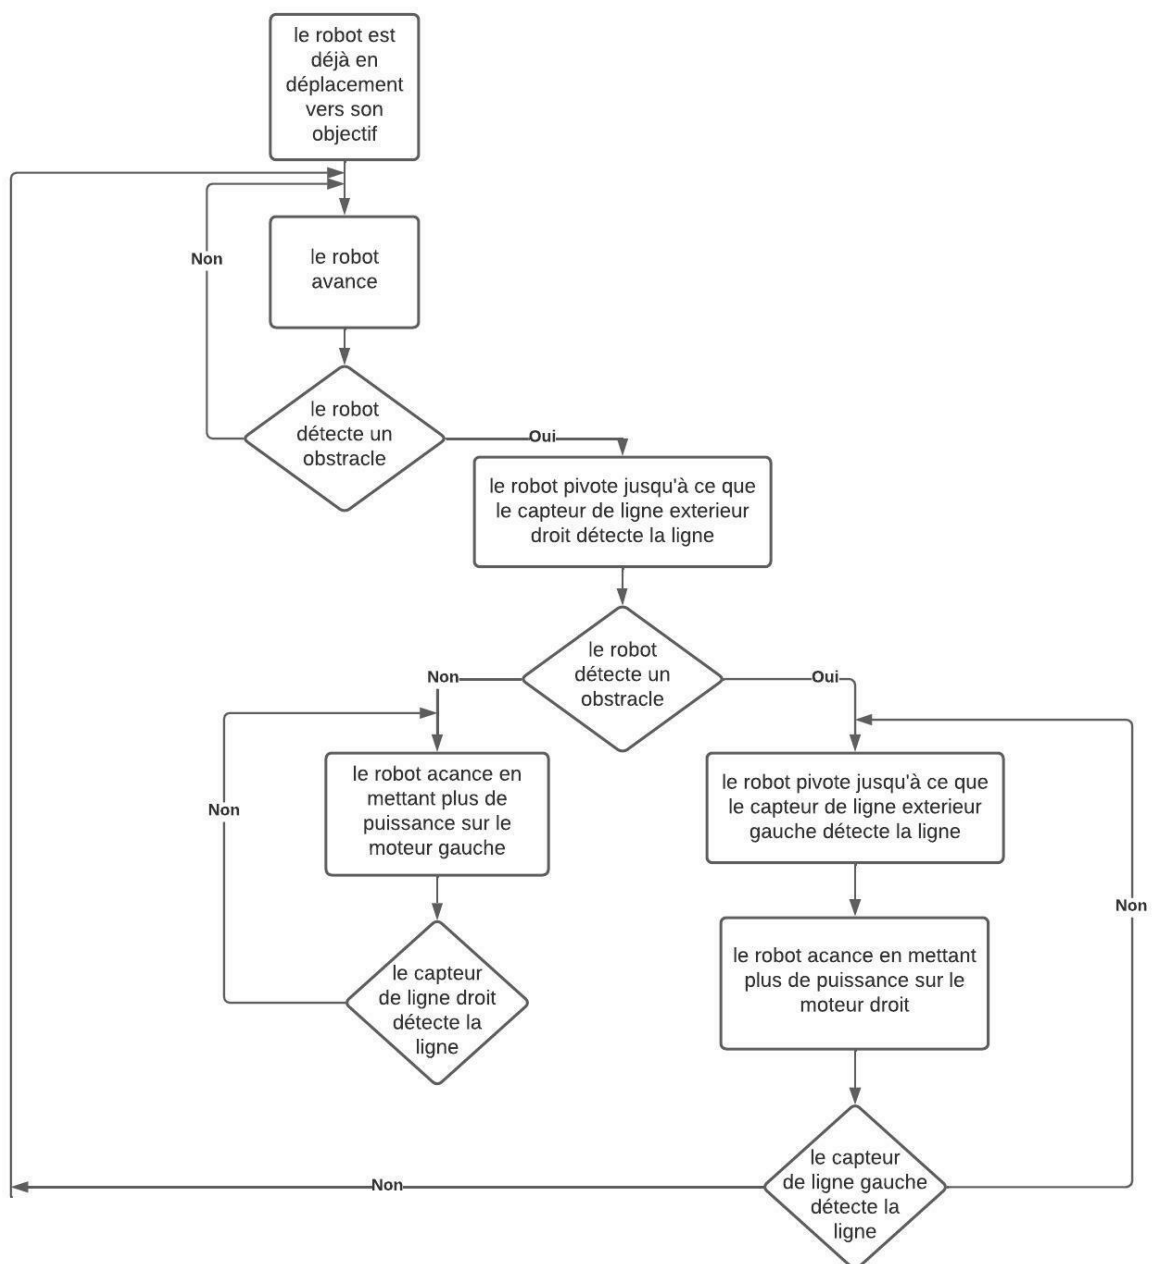 le robot est
déjà en
déplacement
vers son
objectif
Non
le robot
avance
le robot
détecte un
obstracle
Oui
le robot pivote jusqu'à ce que
le capteur de ligne exterieur
droit détecte la ligne
le robot
détecte un
obstracle
Non
Oui
Non
le robot acance en
mettant plus de
puissance sur le
moteur gauche
le robot pivote jusqu'à ce que
le capteur de ligne exterieur
gauche détecte la ligne
Non
le robot acance en mettant
plus de puissance sur le
moteur droit
le capteur
de ligne droit
détecte la
ligne
Non
le capteur
de ligne gauche
détecte la
ligne